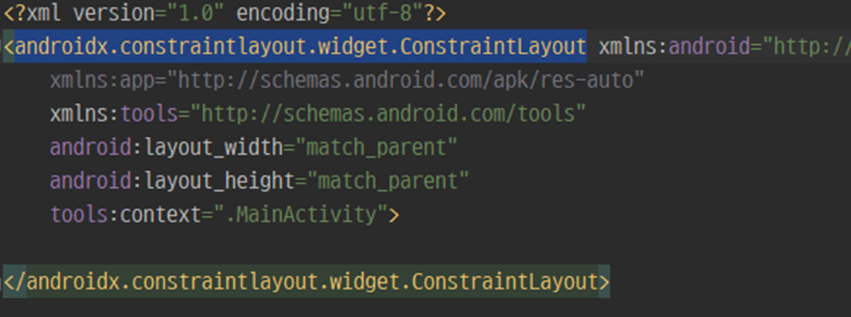 <?xml version="1.0" encoding="utf-8"?>
<androidx.constraintlayout.widget.ConstraintLayout xmlns:android="http://
xmlns:app="http://schemas.android.com/apk/res-auto"
xmlns:tools="http://schemas.android.com/tools"
android:layout_width="match_parent"
android:layout_height="match_parent"
tools:context=".MainActivity">
</androidx.constraintlayout.widget.ConstraintLayout>